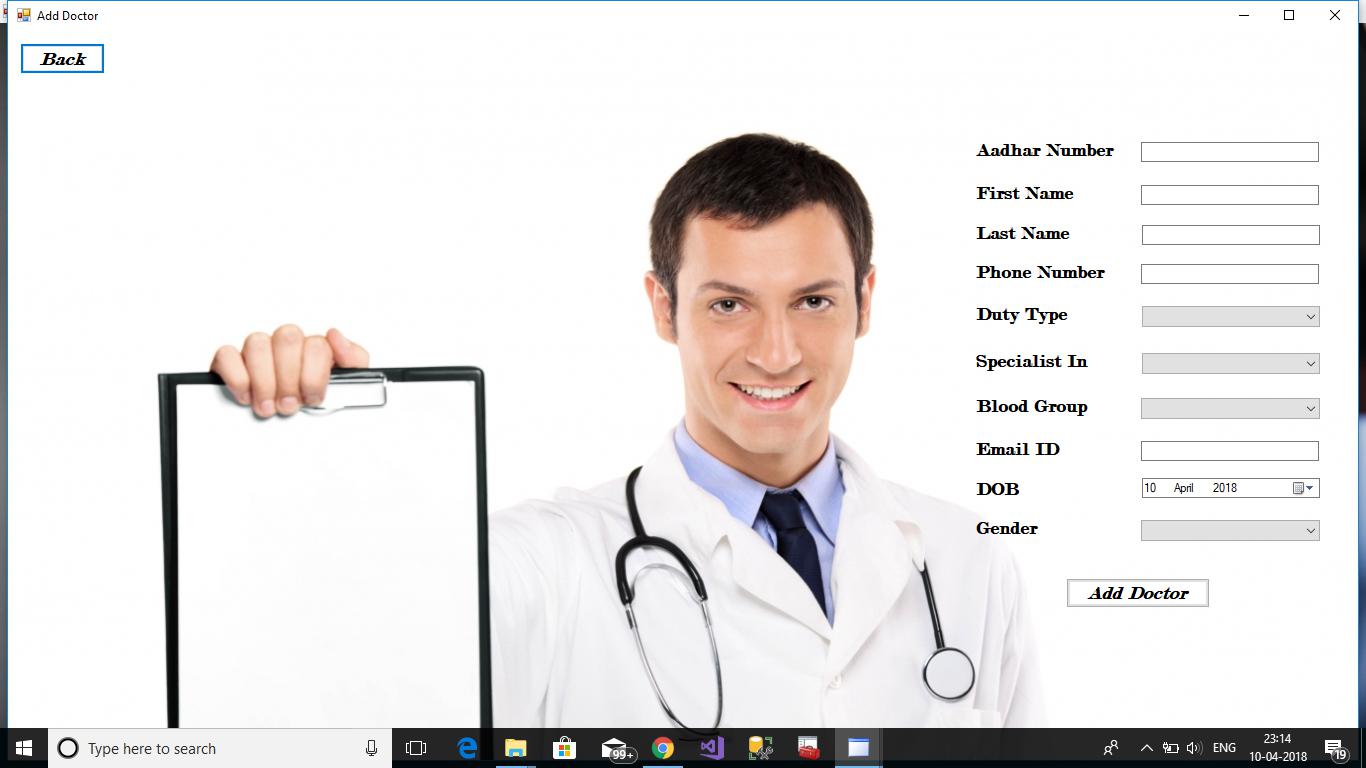 Add Doctor
Back
Aadhar Number
First Name
Last Name
Phone Number
Duty Type
Specialist In
Blood Group
Email ID
DOB 10 April 2018
Gender
Add Doctor
Type here to search
99+
ENG
23:14
10-04-2018
19